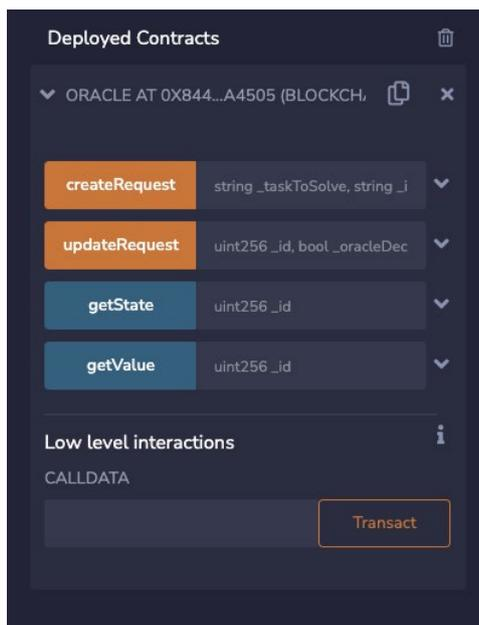 Deployed Contracts
ORACLE AT 0X844...A4505 (BLOCKCHA
createRequest string _taskToSolve, string _i
updateRequest uint256 _id, bool _oracleDec
getState uint256 _id
getValue uint256 _id
Low level interactions
CALLDATA
Transact